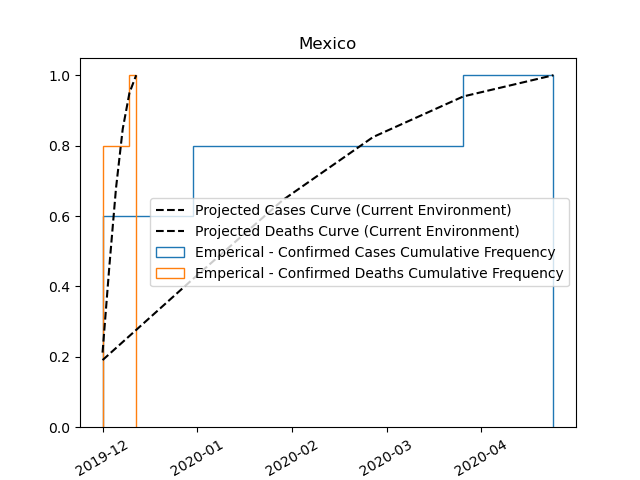 Mexico
1.0
0.8
0.6
0.4
0.2
0.0
Projected Cases Curve (Current Environment)
Projected Deaths Curve (Current Environment)
Emperical - Confirmed Cases Cumulative Frequency
Emperical - Confirmed Deaths Cumulative Frequency
2019-12
2020-01
2020-02
2020-03
2020-04